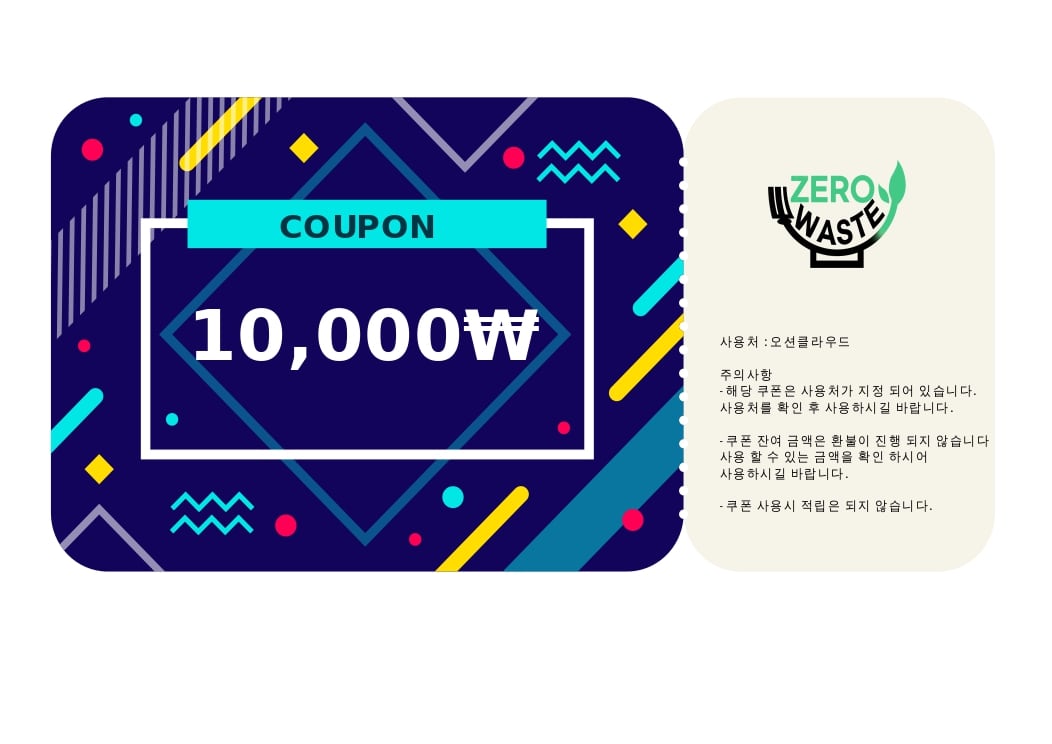 COUPON
10,000₩
ZERO
WASTE
사용처 : 오션클라우드
주의사항
- 해당 쿠폰은 사용처가 지정 되어 있습니다.
사용처를 확인 후 사용하시길 바랍니다.
- 쿠폰 잔여 금액은 환불이 진행 되지 않습니다
사용 할 수 있는 금액을 확인 하시어
사용하시길 바랍니다.
- 쿠폰 사용시 적립은 되지 않습니다.